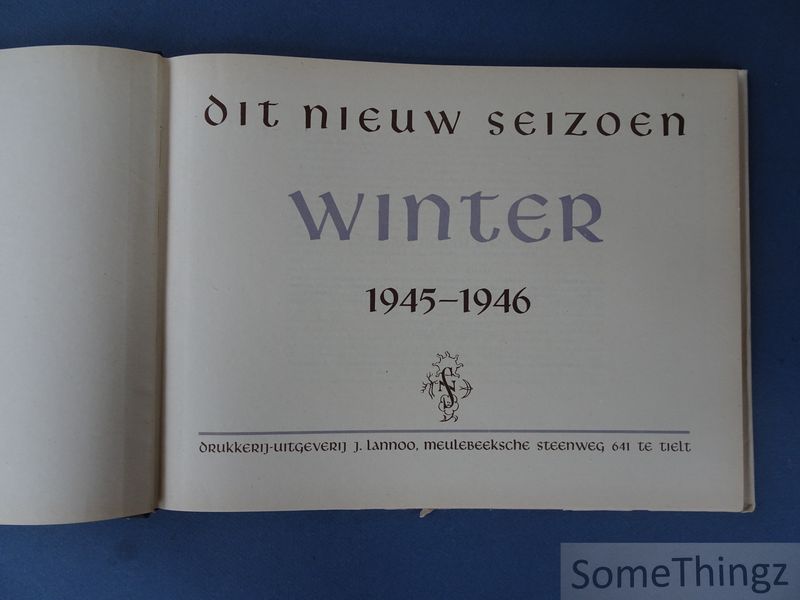 DIT NIEUW SEIZOEN
WINTER
1945–1946
DRUKKERIJ-UITGEVERIJ J. LANNOO, MEULEBEEKSCHE STEENWEG 641 TE TIELT
SomeThingz